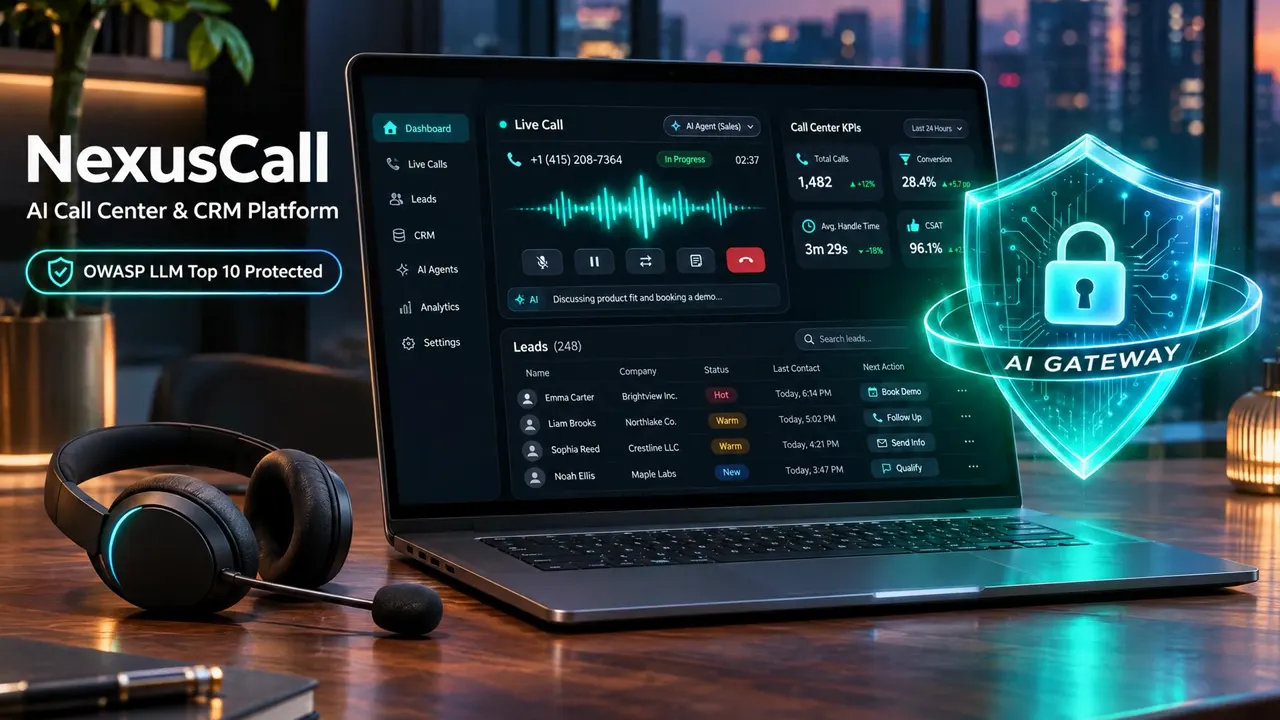 NexusCall
AI Call Center & CRM Platform
OWASP LLM Top 10 Protected
Dashboard
Live Calls
Leads
CRM
AI Agents
Analytics
Settings
Live Call
AI Agent (Sales)
+1 (415) 208-7364
In Progress
02:37
AI Discussing product fit and booking a demo...
Call Center KPIs
Last 24 Hours
Total Calls
1,482 ▲ +12%
Conversion
28.4% ▲ +5.7 pp
Avg. Handle Time
3m 29s ▼ -18%
CSAT
96.1%
Leads (248)
Search leads...
Name Company Status Last Contact Next Action
Emma Carter Brightview Inc. Hot Today, 6:14 PM Book Demo ...
Liam Brooks Northlake Co. Warm Today, 5:02 PM Follow Up ...
Sophia Reed Crestline LLC Warm Today, 4:21 PM Send Info ...
Noah Ellis Maple Labs New Today, 3:47 PM Qualify ...
AI GATEWAY